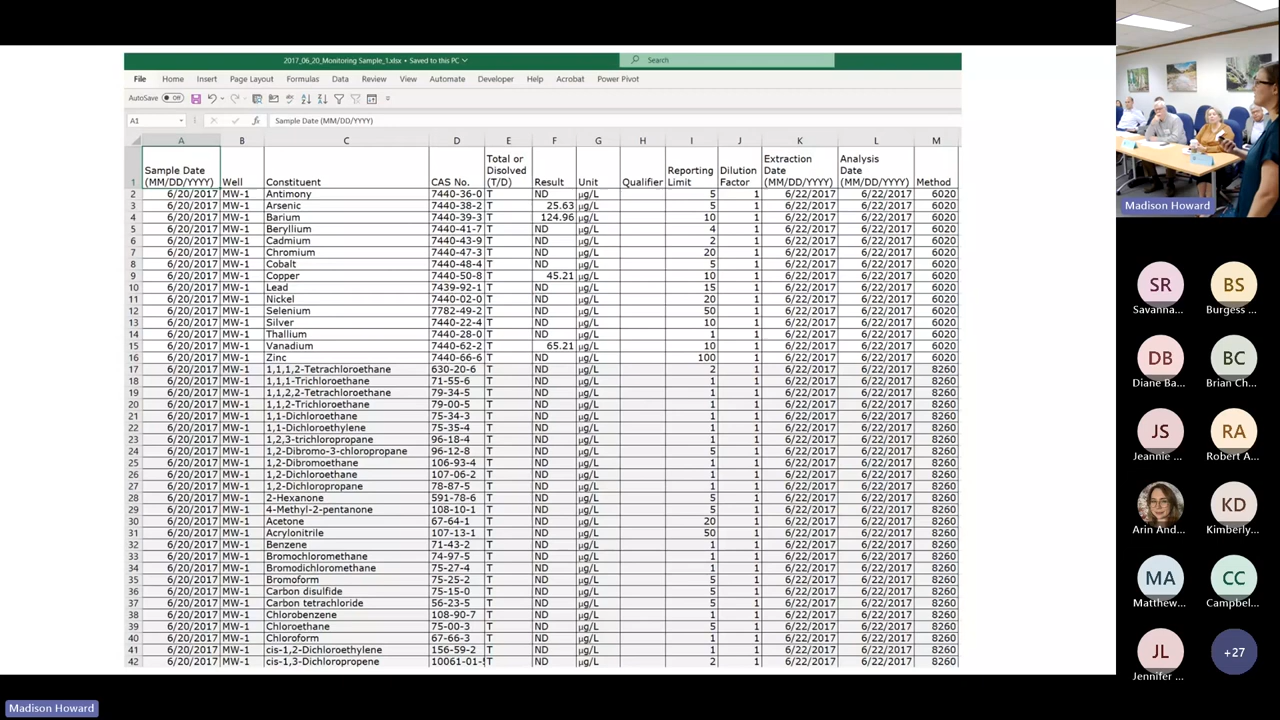 2017_06_20_Monitoring Sample_1.xlsx • Saved to this PC
Search
File Home Insert Page Layout Formulas Data Review View Automate Developer Help Acrobat Power Pivot
AutoSave Off
A1 fx Sample Date (MM/DD/YYYY)
A B C D E F G H I J K L M
1 Sample Date (MM/DD/YYYY) Well Constituent CAS No. Total or Disolved (T/D) Result Unit Qualifier Reporting Limit Dilution Factor Extraction Date (MM/DD/YYYY) Analysis Date (MM/DD/YYYY) Method
2 6/20/2017 MW-1 Antimony 7440-36-0 T ND µg/L 5 1 6/22/2017 6/22/2017 6020
3 6/20/2017 MW-1 Arsenic 7440-38-2 T 25.63 µg/L 5 1 6/22/2017 6/22/2017 6020
4 6/20/2017 MW-1 Barium 7440-39-3 T 124.96 µg/L 10 1 6/22/2017 6/22/2017 6020
5 6/20/2017 MW-1 Beryllium 7440-41-7 T ND µg/L 4 1 6/22/2017 6/22/2017 6020
6 6/20/2017 MW-1 Cadmium 7440-43-9 T ND µg/L 2 1 6/22/2017 6/22/2017 6020
7 6/20/2017 MW-1 Chromium 7440-47-3 T ND µg/L 20 1 6/22/2017 6/22/2017 6020
8 6/20/2017 MW-1 Cobalt 7440-48-4 T ND µg/L 5 1 6/22/2017 6/22/2017 6020
9 6/20/2017 MW-1 Copper 7440-50-8 T 45.21 µg/L 10 1 6/22/2017 6/22/2017 6020
10 6/20/2017 MW-1 Lead 7439-92-1 T ND µg/L 15 1 6/22/2017 6/22/2017 6020
11 6/20/2017 MW-1 Nickel 7440-02-0 T ND µg/L 20 1 6/22/2017 6/22/2017 6020
12 6/20/2017 MW-1 Selenium 7782-49-2 T ND µg/L 50 1 6/22/2017 6/22/2017 6020
13 6/20/2017 MW-1 Silver 7440-22-4 T ND µg/L 10 1 6/22/2017 6/22/2017 6020
14 6/20/2017 MW-1 Thallium 7440-28-0 T ND µg/L 1 1 6/22/2017 6/22/2017 6020
15 6/20/2017 MW-1 Vanadium 7440-62-2 T 65.21 µg/L 10 1 6/22/2017 6/22/2017 6020
16 6/20/2017 MW-1 Zinc 7440-66-6 T ND µg/L 100 1 6/22/2017 6/22/2017 6020
17 6/20/2017 MW-1 1,1,1,2-Tetrachloroethane 630-20-6 T ND µg/L 2 1 6/22/2017 6/22/2017 8260
18 6/20/2017 MW-1 1,1,1-Trichloroethane 71-55-6 T ND µg/L 1 1 6/22/2017 6/22/2017 8260
19 6/20/2017 MW-1 1,1,2,2-Tetrachloroethane 79-34-5 T ND µg/L 1 1 6/22/2017 6/22/2017 8260
20 6/20/2017 MW-1 1,1,2-Trichloroethane 79-00-5 T ND µg/L 1 1 6/22/2017 6/22/2017 8260
21 6/20/2017 MW-1 1,1-Dichloroethane 75-34-3 T ND µg/L 1 1 6/22/2017 6/22/2017 8260
22 6/20/2017 MW-1 1,1-Dichloroethylene 75-35-4 T ND µg/L 1 1 6/22/2017 6/22/2017 8260
23 6/20/2017 MW-1 1,2,3-trichloropropane 96-18-4 T ND µg/L 1 1 6/22/2017 6/22/2017 8260
24 6/20/2017 MW-1 1,2-Dibromo-3-chloropropane 96-12-8 T ND µg/L 5 1 6/22/2017 6/22/2017 8260
25 6/20/2017 MW-1 1,2-Dibromoethane 106-93-4 T ND µg/L 1 1 6/22/2017 6/22/2017 8260
26 6/20/2017 MW-1 1,2-Dichloroethane 107-06-2 T ND µg/L 1 1 6/22/2017 6/22/2017 8260
27 6/20/2017 MW-1 1,2-Dichloropropane 78-87-5 T ND µg/L 1 1 6/22/2017 6/22/2017 8260
28 6/20/2017 MW-1 2-Hexanone 591-78-6 T ND µg/L 5 1 6/22/2017 6/22/2017 8260
29 6/20/2017 MW-1 4-Methyl-2-pentanone 108-10-1 T ND µg/L 5 1 6/22/2017 6/22/2017 8260
30 6/20/2017 MW-1 Acetone 67-64-1 T ND µg/L 20 1 6/22/2017 6/22/2017 8260
31 6/20/2017 MW-1 Acrylonitrile 107-13-1 T ND µg/L 50 1 6/22/2017 6/22/2017 8260
32 6/20/2017 MW-1 Benzene 71-43-2 T ND µg/L 1 1 6/22/2017 6/22/2017 8260
33 6/20/2017 MW-1 Bromochloromethane 74-97-5 T ND µg/L 1 1 6/22/2017 6/22/2017 8260
34 6/20/2017 MW-1 Bromodichloromethane 75-27-4 T ND µg/L 1 1 6/22/2017 6/22/2017 8260
35 6/20/2017 MW-1 Bromoform 75-25-2 T ND µg/L 5 1 6/22/2017 6/22/2017 8260
36 6/20/2017 MW-1 Carbon disulfide 75-15-0 T ND µg/L 5 1 6/22/2017 6/22/2017 8260
37 6/20/2017 MW-1 Carbon tetrachloride 56-23-5 T ND µg/L 5 1 6/22/2017 6/22/2017 8260
38 6/20/2017 MW-1 Chlorobenzene 108-90-7 T ND µg/L 1 1 6/22/2017 6/22/2017 8260
39 6/20/2017 MW-1 Chloroethane 75-00-3 T ND µg/L 5 1 6/22/2017 6/22/2017 8260
40 6/20/2017 MW-1 Chloroform 67-66-3 T ND µg/L 1 1 6/22/2017 6/22/2017 8260
41 6/20/2017 MW-1 cis-1,2-Dichloroethylene 156-59-2 T ND µg/L 1 1 6/22/2017 6/22/2017 8260
42 6/20/2017 MW-1 cis-1,3-Dichloropropene 10061-01- T ND µg/L 2 1 6/22/2017 6/22/2017 8260
Madison Howard
SR BS
Savanna... Burgess ...
DB BC
Diane Ba... Brian Ch...
JS RA
Jeannie ... Robert A...
KD
Arin And... Kimberly...
MA CC
Matthew... Campbel...
JL +27
Jennifer ...
Madison Howard